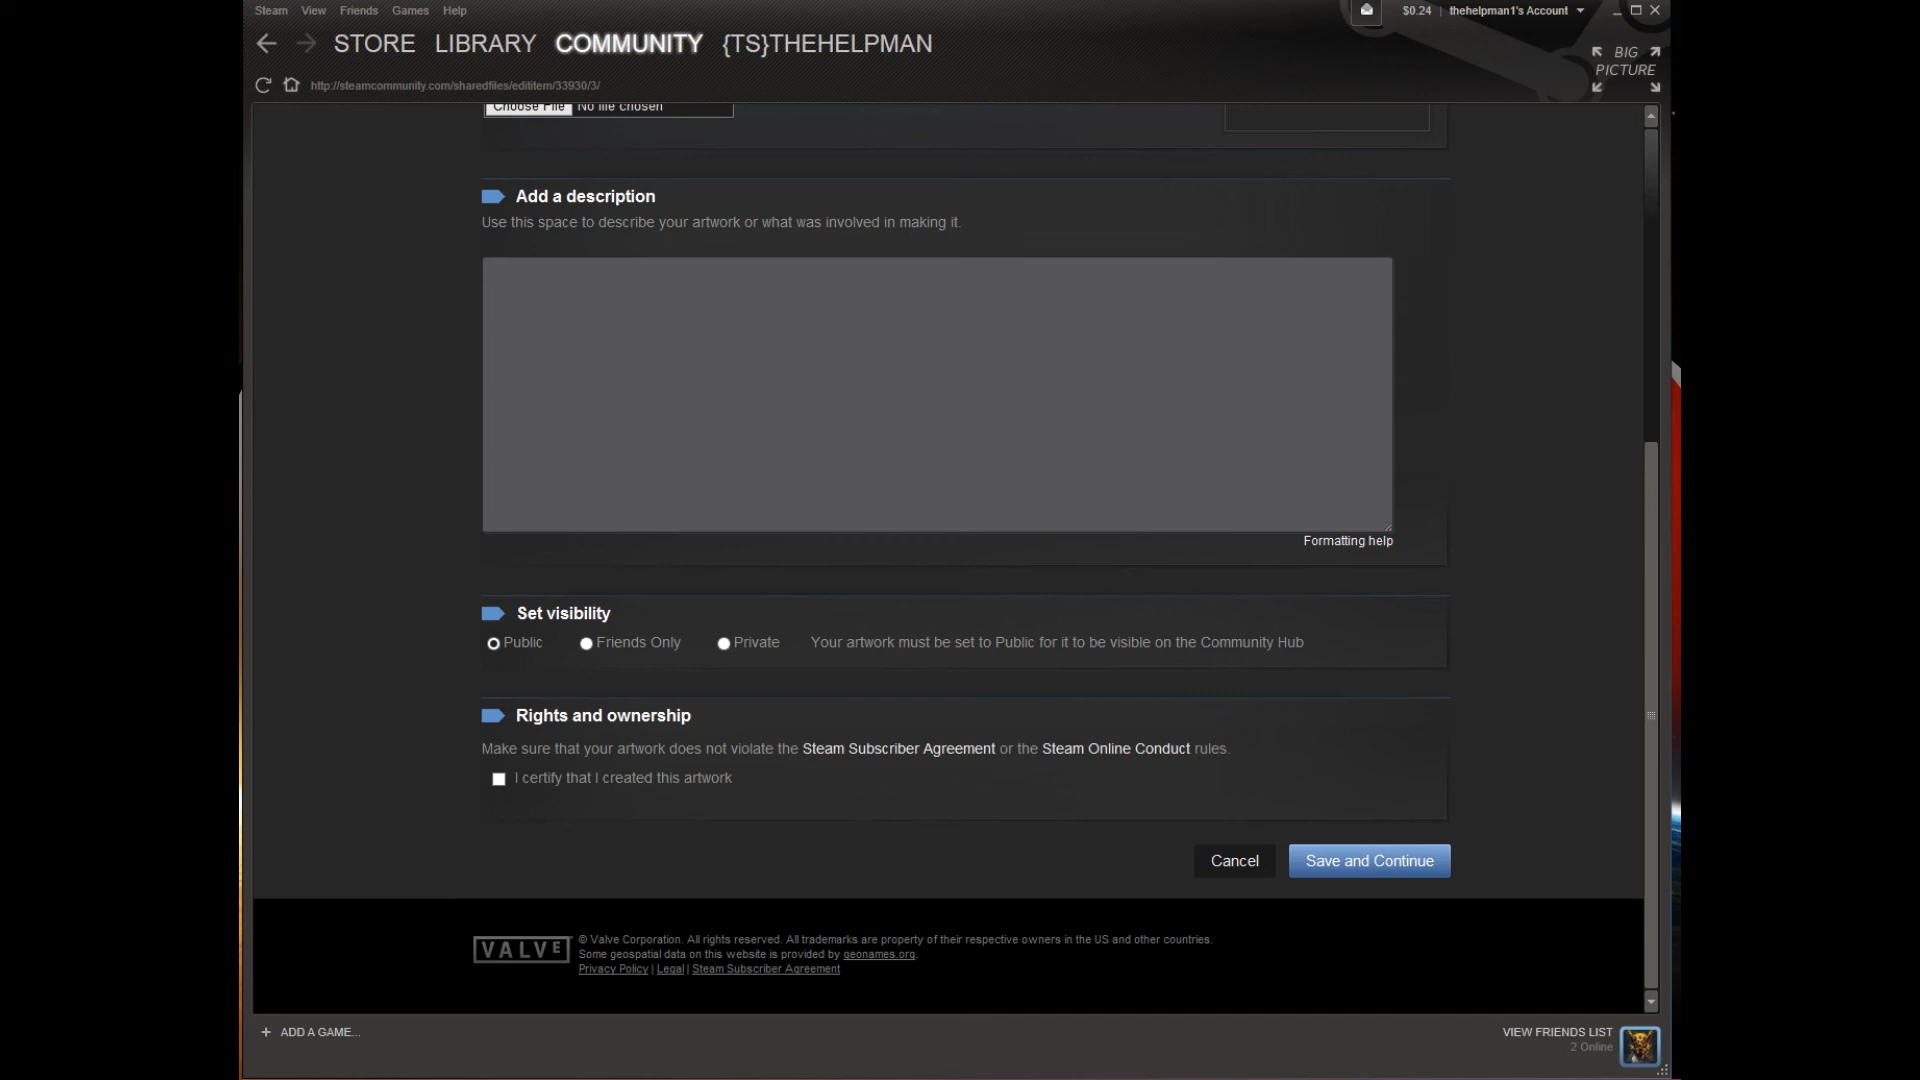 Steam View Friends Games Help
$0.24 | thehelpman1's Account
STORE LIBRARY COMMUNITY {TS}THEHELPMAN
BIG PICTURE
http://steamcommunity.com/sharedfiles/edititem/33930/3/
Choose File No file chosen
Add a description
Use this space to describe your artwork or what was involved in making it.
Formatting help
Set visibility
Public Friends Only Private Your artwork must be set to Public for it to be visible on the Community Hub
Rights and ownership
Make sure that your artwork does not violate the Steam Subscriber Agreement or the Steam Online Conduct rules.
I certify that I created this artwork
Cancel Save and Continue
VALVE
© Valve Corporation. All rights reserved. All trademarks are property of their respective owners in the US and other countries.
Some geospatial data on this website is provided by geonames.org.
Privacy Policy | Legal | Steam Subscriber Agreement
+ ADD A GAME...
VIEW FRIENDS LIST
2 Online